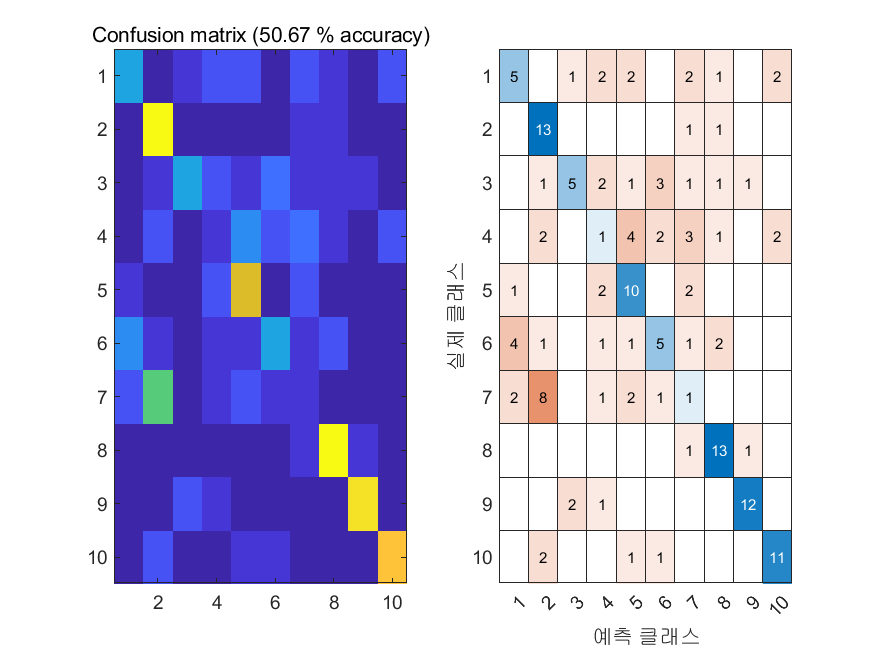 Confusion matrix (50.67 % accuracy)
1
2
3
4
5
6
7
8
9
10
2 4 6 8 10
실제 클래스
1 5 1 2 2 2 1 2
2 13 1 1
3 1 5 2 1 3 1 1 1
4 2 1 4 2 3 1 2
5 1 2 10 2
6 4 1 1 1 5 1 2
7 2 8 1 2 1 1
8 1 13 1
9 2 1 12
10 2 1 1 11
1 2 3 4 5 6 7 8 9 10
예측 클래스